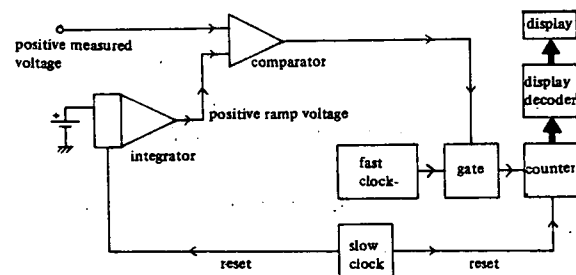 display
positive measured
voltage
comparator
display
decoder
+
positive ramp voltage
integrator
fast
clock-
gate
counter
slow
clock
reset
reset